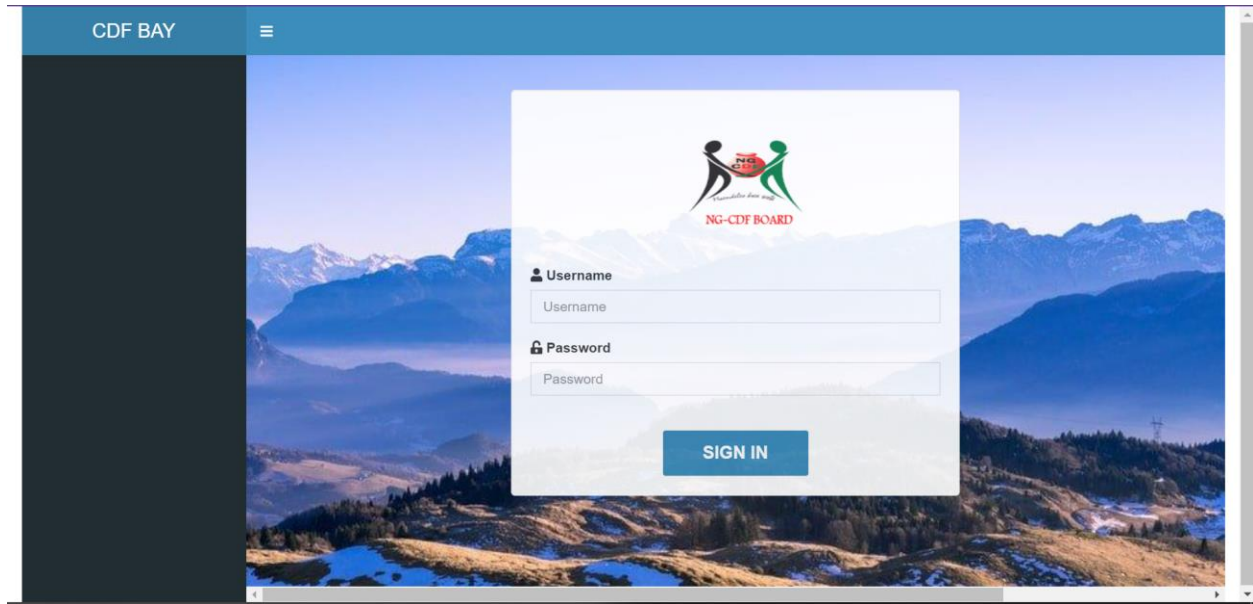 CDF BAY
NG
CDF
NG-CDF BOARD
Username
Username
Password
Password
SIGN IN